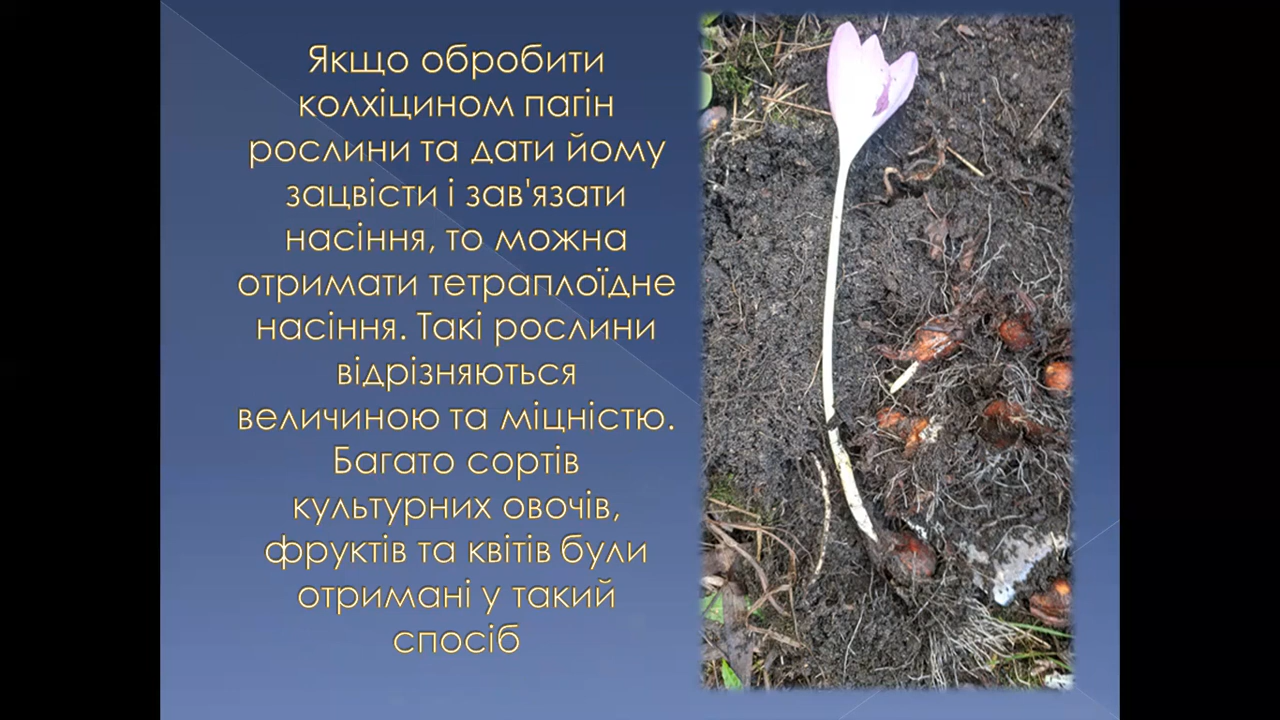 Якщо обробити
колхіцином пагін
рослини та дати йому
зацвісти і зав'язати
насіння, то можна
отримати тетраплоїдне
насіння. Такі рослини
відрізняються
величиною та міцністю.
Багато сортів
культурних овочів,
фруктів та квітів були
отримані у такий
спосіб